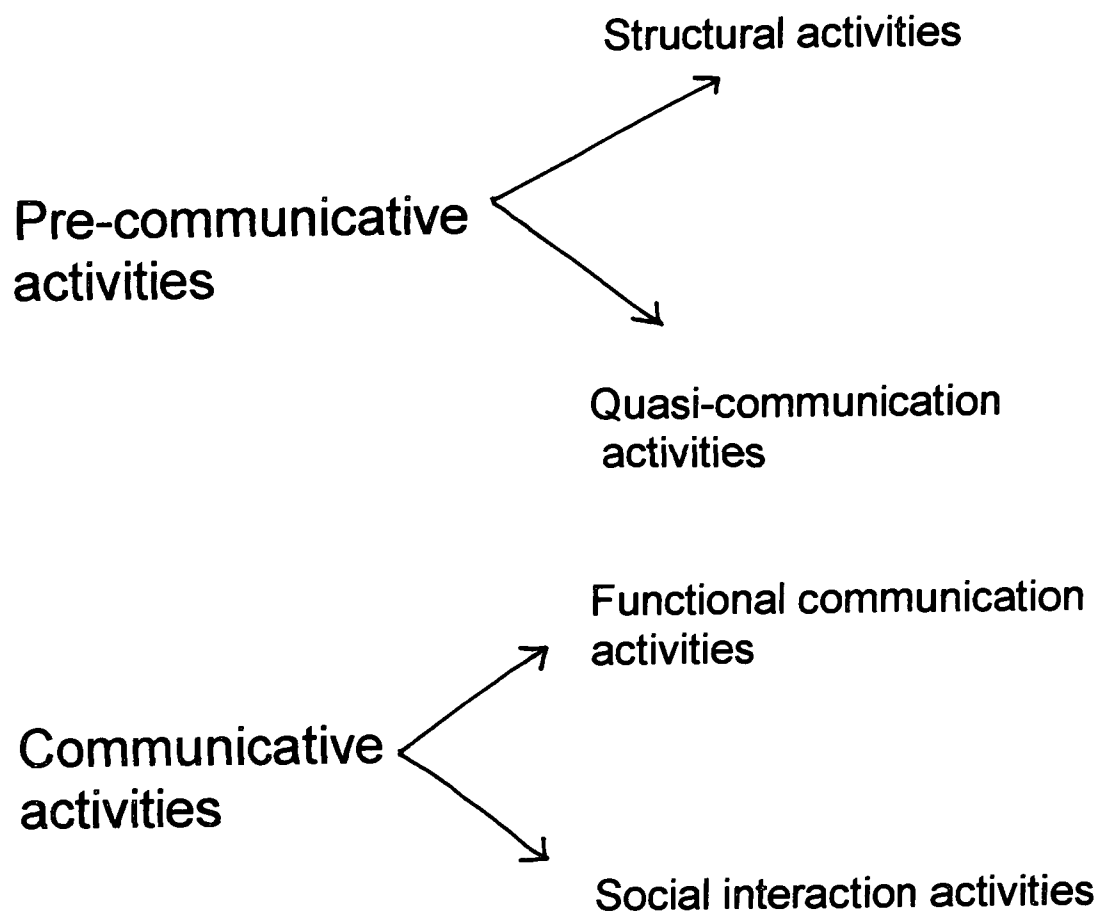 Structural activities
Pre-communicative
activities
Quasi-communication
activities
Functional communication
activities
Communicative
activities
Social interaction activities